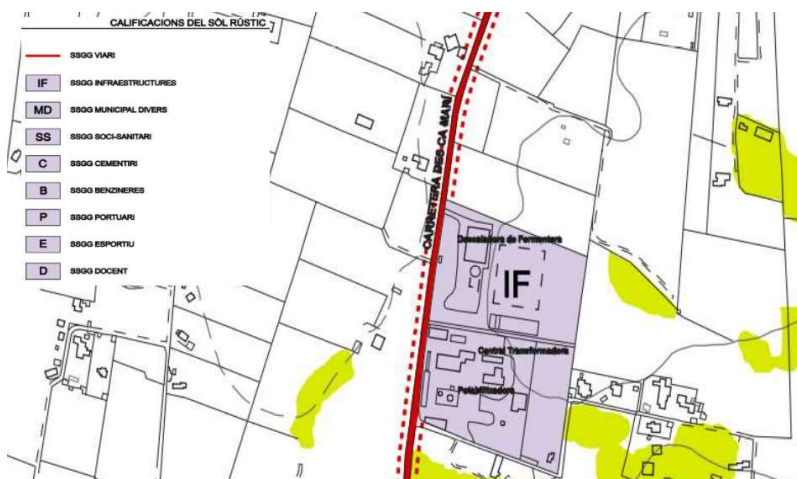 CALIFICACIONS DEL SÒL RÚSTIC
SSGG VIARI
IF SSGG INFRAESTRUCTURES
MD SSGG MUNICIPAL DIVERS
SS SSGG SOCI-SANITARI
C SSGG CEMENTIRI
B SSGG BENZINERES
P SSGG PORTUARI
E SSGG ESPORTIU
D SSGG DOCENT
CARRETERA DES CA MARÍ
Dessaladora de Formentera
IF
Central Transformadora
Potabilitzadora